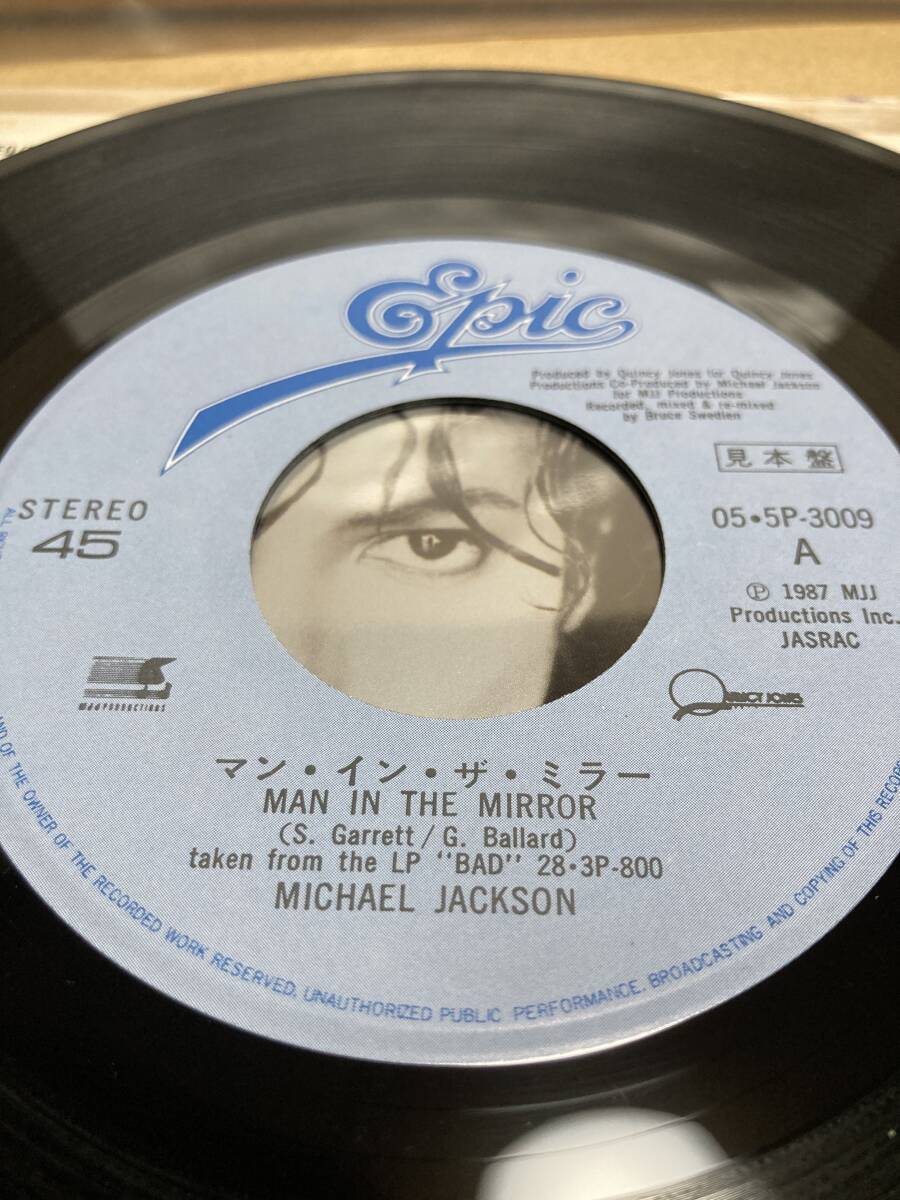 Epic
Produced by Quincy Jones for Quincy Jones
Productions Co-Produced by Michael Jackson
for MJJ Productions
Recorded, mixed & re-mixed
by Bruce Swedien
見本盤
STEREO
45
05・5P-3009
A
Ⓟ 1987 MJJ
Productions Inc.
JASRAC
MJJ PRODUCTIONS
QUINCY JONES
マン・イン・ザ・ミラー
MAN IN THE MIRROR
(S. Garrett / G. Ballard)
taken from the LP "BAD" 28・3P-800
MICHAEL JACKSON
AND OF THE OWNER OF THE RECORDED WORK RESERVED. UNAUTHORIZED PUBLIC PERFORMANCE. BROADCASTING AND COPYING OF THIS RECORD